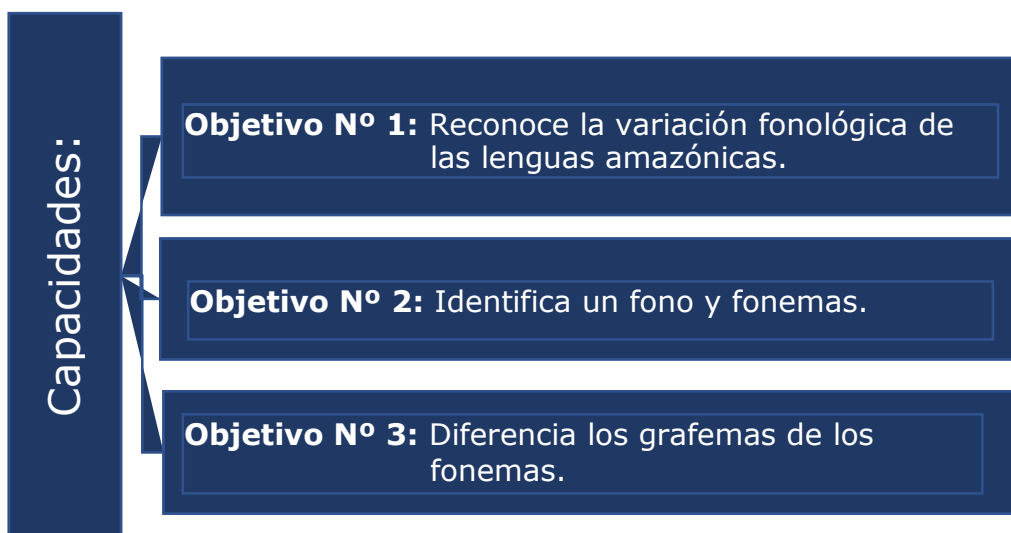 Capacidades:
Objetivo Nº 1: Reconoce la variación fonológica de
las lenguas amazónicas.
Objetivo Nº 2: Identifica un fono y fonemas.
Objetivo Nº 3: Diferencia los grafemas de los
fonemas.